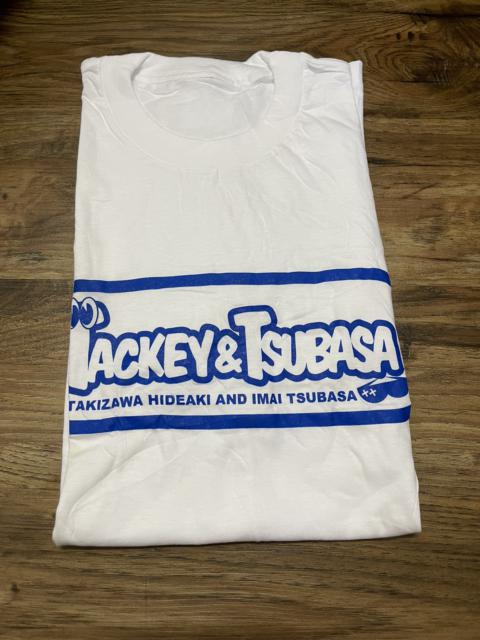 TACKEY & TSUBASA
TAKIZAWA HIDEAKI AND IMAI TSUBASA